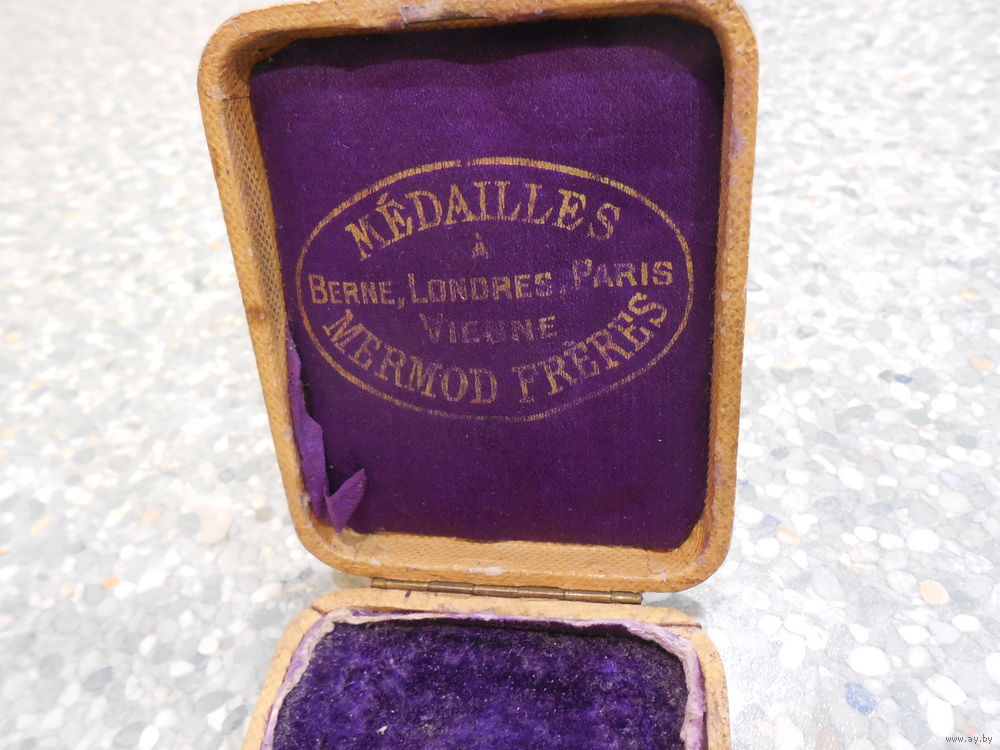 MÉDAILLES
À
BERNE, LONDRES, PARIS
VIENNE
MERMOD FRÈRES
www.ay.by